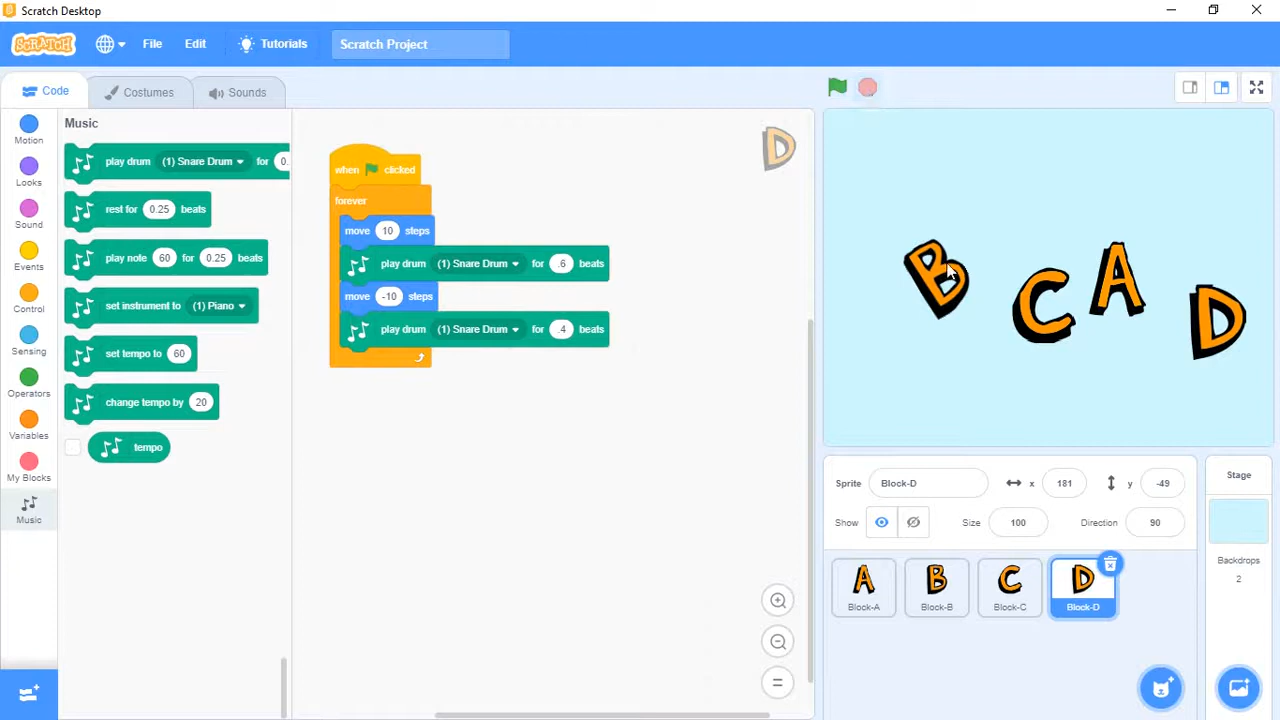 Scratch Desktop
SCRATCH File Edit Tutorials Scratch Project
Code Costumes Sounds
Motion
Looks
Sound
Events
Control
Sensing
Operators
Variables
My Blocks
Music
Music
play drum (1) Snare Drum for 0.
rest for 0.25 beats
play note 60 for 0.25 beats
set instrument to (1) Piano
set tempo to 60
change tempo by 20
tempo
when clicked
forever
move 10 steps
play drum (1) Snare Drum for .6 beats
move -10 steps
play drum (1) Snare Drum for .4 beats
D
B C A D
Sprite Block-D x 181 y -49
Show Size 100 Direction 90
A B C D
Block-A Block-B Block-C Block-D
Stage
Backdrops
2